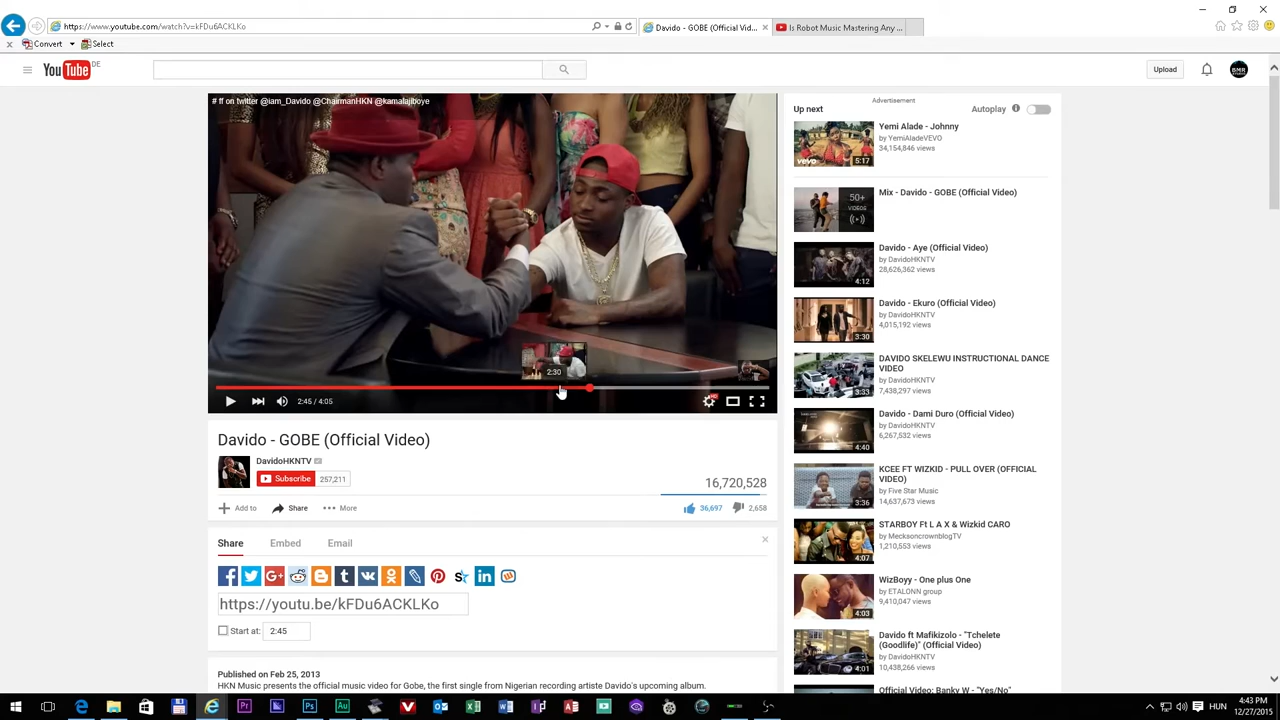 https://www.youtube.com/watch?v=kFDu6ACKLKo
Davido - GOBE (Official Vid...
Is Robot Music Mastering Any ...
Convert
Select
YouTube DE
Upload
BMR
# ff on twitter @iam_Davido @ChairmanHKN @kamalajiboye
2:30
2:45 / 4:05
Davido - GOBE (Official Video)
DavidoHKNTV
Subscribe 257,211
16,720,528
Add to
Share
More
36,697
2,658
Share
Embed
Email
https://youtu.be/kFDu6ACKLKo
Start at: 2:45
Published on Feb 25, 2013
HKN Music presents the official music video for Gobe, the first single from Nigerian recording artiste Davido's upcoming album.
Advertisement
Up next
Autoplay
Yemi Alade - Johnny
by YemiAladeVEVO
34,154,846 views
vevo
5:17
Mix - Davido - GOBE (Official Video)
50+
VIDEOS
Davido - Aye (Official Video)
by DavidoHKNTV
28,626,362 views
4:12
Davido - Ekuro (Official Video)
by DavidoHKNTV
4,015,192 views
3:30
DAVIDO SKELEWU INSTRUCTIONAL DANCE
VIDEO
by DavidoHKNTV
7,438,297 views
3:33
Davido - Dami Duro (Official Video)
by DavidoHKNTV
6,267,532 views
4:40
KCEE FT WIZKID - PULL OVER (OFFICIAL
VIDEO)
by Five Star Music
14,637,673 views
3:36
STARBOY Ft L A X & Wizkid CARO
by MecksoncrownblogTV
1,210,553 views
4:07
WizBoyy - One plus One
by ETALONN group
9,410,047 views
4:03
Davido ft Mafikizolo - "Tchelete
(Goodlife)" (Official Video)
by DavidoHKNTV
10,438,266 views
4:01
Official Video: Banky W - "Yes/No"
HUN
4:43 PM
12/27/2015